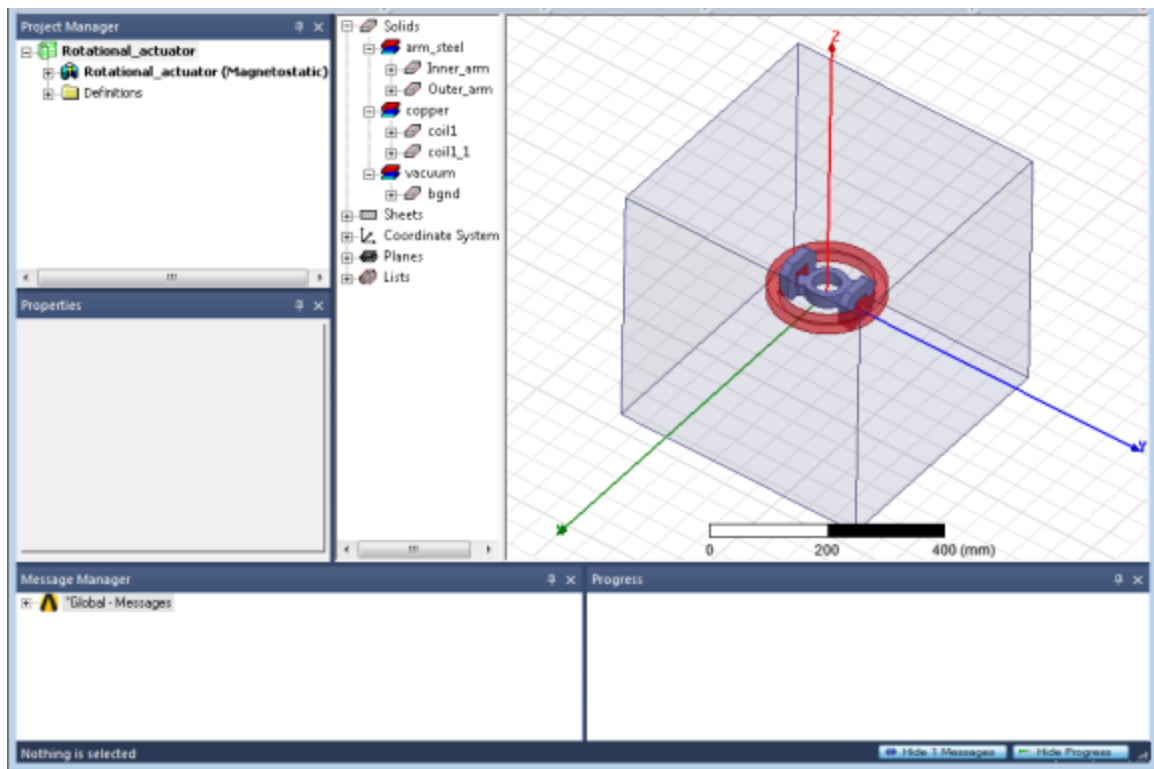 Project Manager
Rotational_actuator
Rotational_actuator (Magnetostatic)
Definitions
Properties
Solids
arm_steel
Inner_arm
Outer_arm
copper
coil1
coil1_1
vacuum
bgnd
Sheets
Coordinate System
Planes
Lists
Z
Y
0 200 400 (mm)
Message Manager
*Global - Messages
Progress
Nothing is selected
Hide 1 Messages
Hide Progress